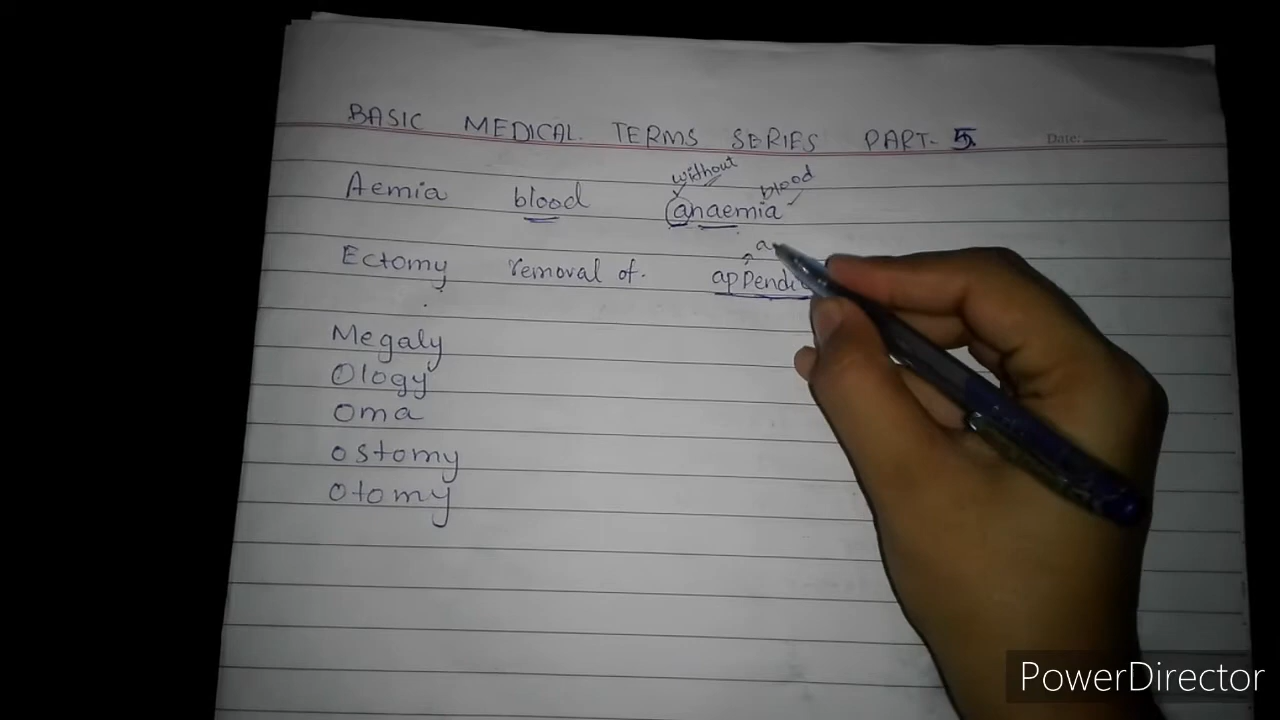 BASIC MEDICAL TERMS SERIES PART- 5.
Date:
without
blood
Aemia blood anaemia
a
Ectomy removal of. appendi
Megaly
Ology
oma
ostomy
otomy
PowerDirector